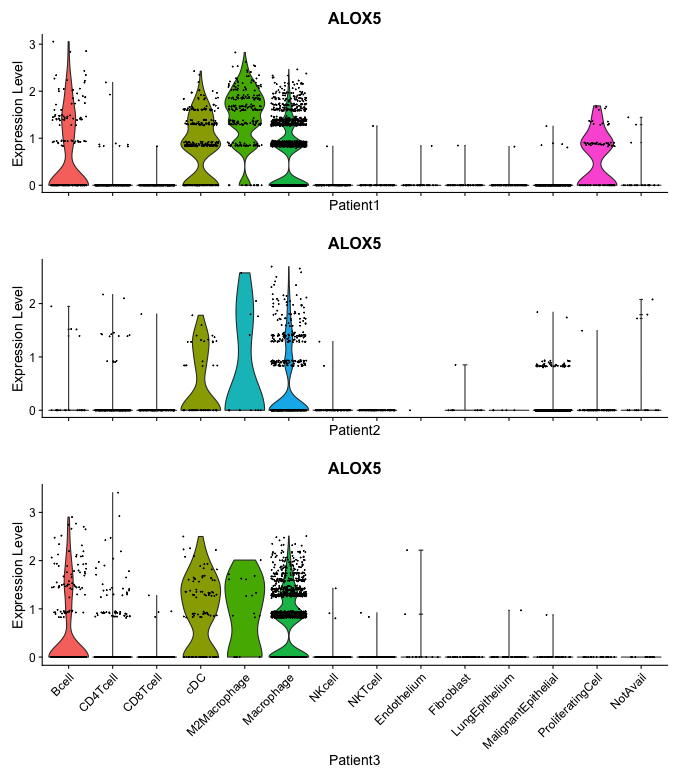 ALOX5
Expression Level
3
2
1
0
Patient1
ALOX5
Expression Level
2
1
0
Patient2
ALOX5
Expression Level
3
2
1
0
Bcell
CD4Tcell
CD8Tcell
cDC
M2Macrophage
Macrophage
NKcell
NKTcell
Endothelium
Fibroblast
LungEpithelium
MalignantEpithelial
ProliferatingCell
NotAvail
Patient3